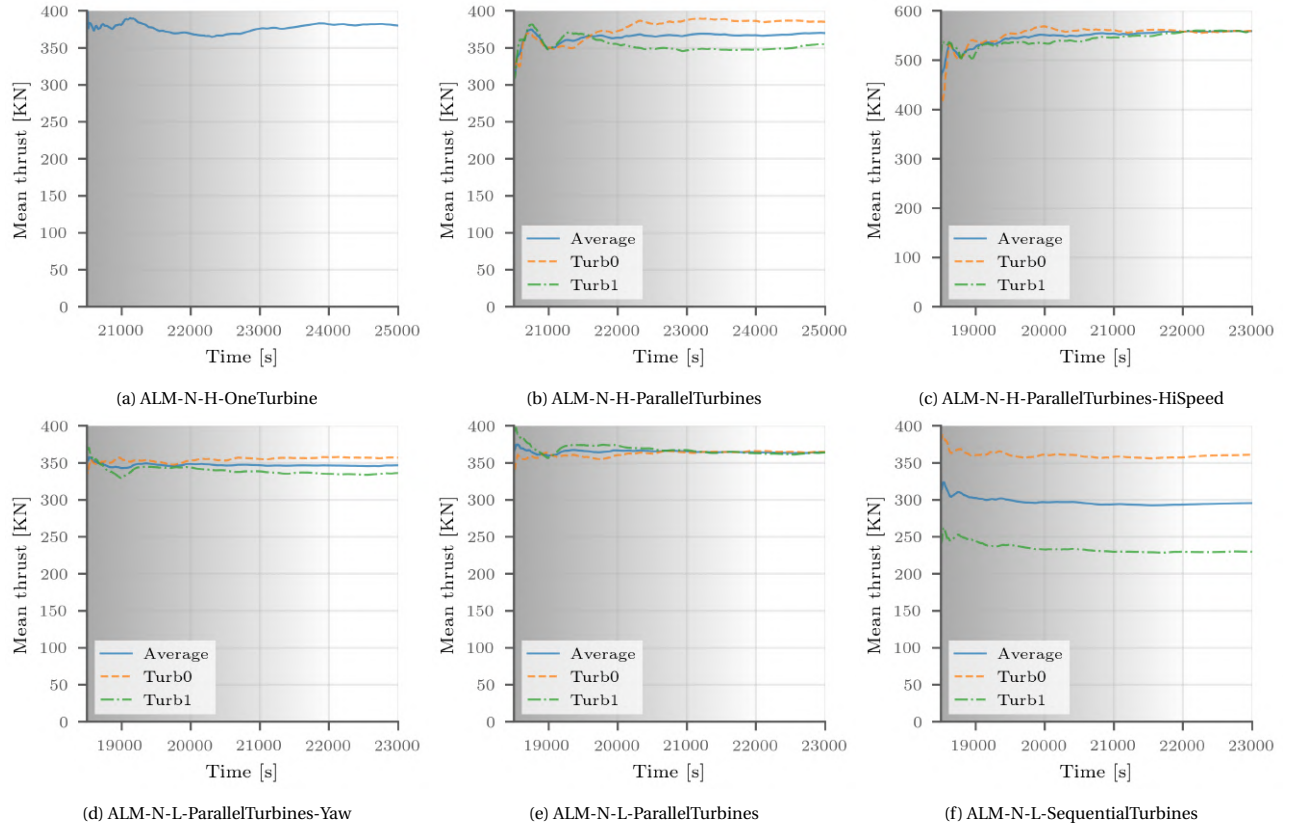 400
350
300
250
200
150
100
50
0
Mean thrust [KN]
21000 22000 23000 24000 25000
Time [s]
(a) ALM-N-H-OneTurbine
400
350
300
250
200
150
100
50
0
Mean thrust [KN]
Average
Turb0
Turb1
21000 22000 23000 24000 25000
Time [s]
(b) ALM-N-H-ParallelTurbines
600
500
400
300
200
100
0
Mean thrust [KN]
Average
Turb0
Turb1
19000 20000 21000 22000 23000
Time [s]
(c) ALM-N-H-ParallelTurbines-HiSpeed
400
350
300
250
200
150
100
50
0
Mean thrust [KN]
Average
Turb0
Turb1
19000 20000 21000 22000 23000
Time [s]
(d) ALM-N-L-ParallelTurbines-Yaw
400
350
300
250
200
150
100
50
0
Mean thrust [KN]
Average
Turb0
Turb1
19000 20000 21000 22000 23000
Time [s]
(e) ALM-N-L-ParallelTurbines
400
350
300
250
200
150
100
50
0
Mean thrust [KN]
Average
Turb0
Turb1
19000 20000 21000 22000 23000
Time [s]
(f) ALM-N-L-SequentialTurbines